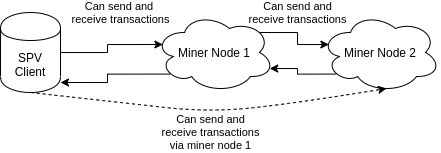 Can send and
receive transactions
Can send and
receive transactions
SPV
Client
Miner Node 1
Miner Node 2
Can send and
receive transactions
via miner node 1